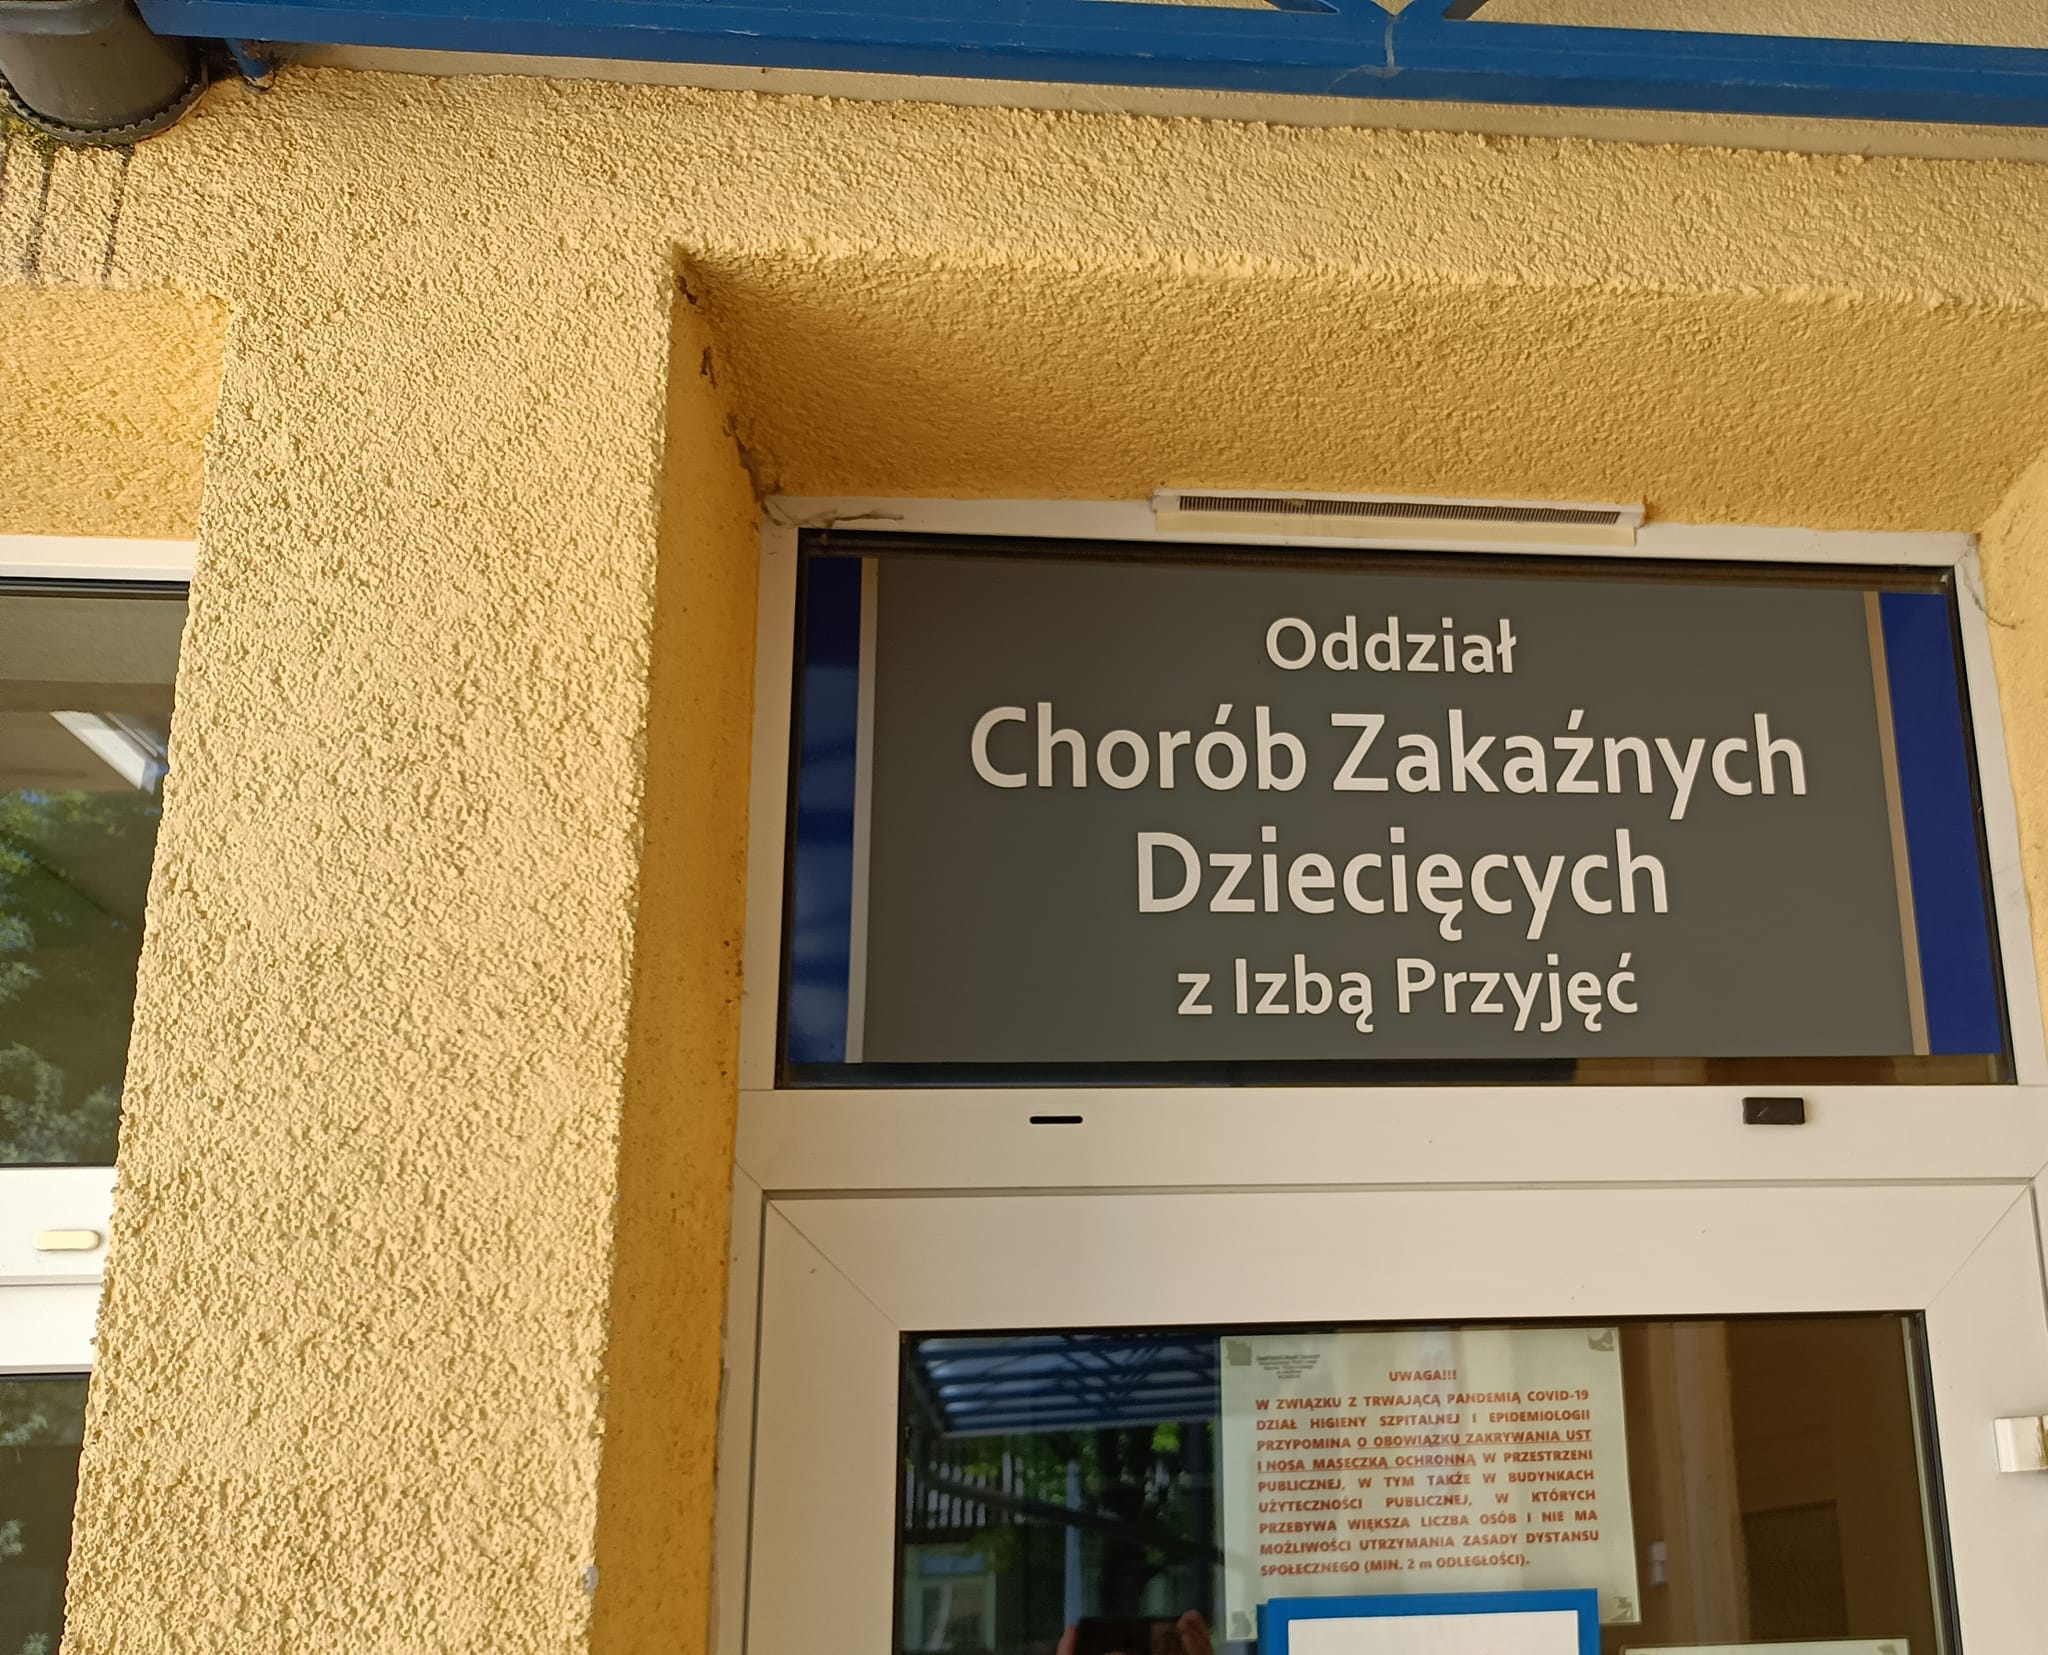 Oddział
Chorób Zakaźnych
Dziecięcych
z Izbą Przyjęć
UWAGA!!!
W ZWIĄZKU Z TRWAJĄCĄ PANDEMIĄ COVID-19
DZIAŁ HIGIENY SZPITALNEJ I EPIDEMIOLOGII
PRZYPOMINA O OBOWIĄZKU ZAKRYWANIA UST
I NOSA MASECZKĄ OCHRONNĄ W PRZESTRZENI
PUBLICZNEJ, W TYM TAKŻE W BUDYNKACH
UŻYTECZNOŚCI PUBLICZNEJ, W KTÓRYCH
PRZEBYWA WIĘKSZA LICZBA OSÓB I NIE MA
MOŻLIWOŚCI UTRZYMANIA ZASADY DYSTANSU
SPOŁECZNEGO (MIN. 2 m ODLEGŁOŚCI).